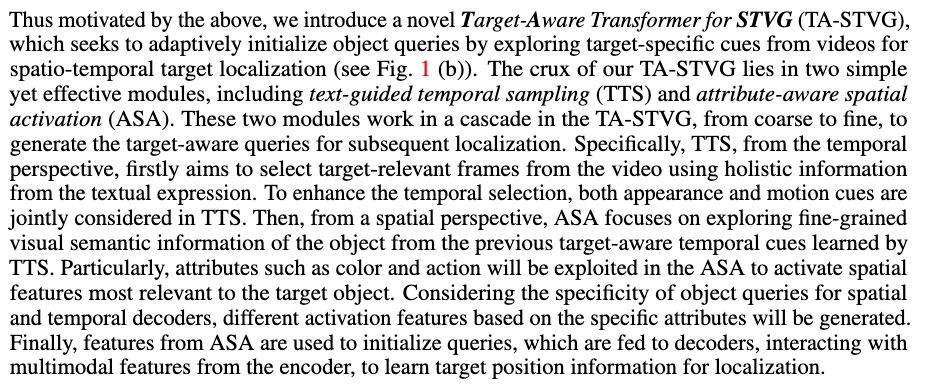 Thus motivated by the above, we introduce a novel Target-Aware Transformer for STVG (TA-STVG),
which seeks to adaptively initialize object queries by exploring target-specific cues from videos for
spatio-temporal target localization (see Fig. 1 (b)). The crux of our TA-STVG lies in two simple
yet effective modules, including text-guided temporal sampling (TTS) and attribute-aware spatial
activation (ASA). These two modules work in a cascade in the TA-STVG, from coarse to fine, to
generate the target-aware queries for subsequent localization. Specifically, TTS, from the temporal
perspective, firstly aims to select target-relevant frames from the video using holistic information
from the textual expression. To enhance the temporal selection, both appearance and motion cues are
jointly considered in TTS. Then, from a spatial perspective, ASA focuses on exploring fine-grained
visual semantic information of the object from the previous target-aware temporal cues learned by
TTS. Particularly, attributes such as color and action will be exploited in the ASA to activate spatial
features most relevant to the target object. Considering the specificity of object queries for spatial
and temporal decoders, different activation features based on the specific attributes will be generated.
Finally, features from ASA are used to initialize queries, which are fed to decoders, interacting with
multimodal features from the encoder, to learn target position information for localization.